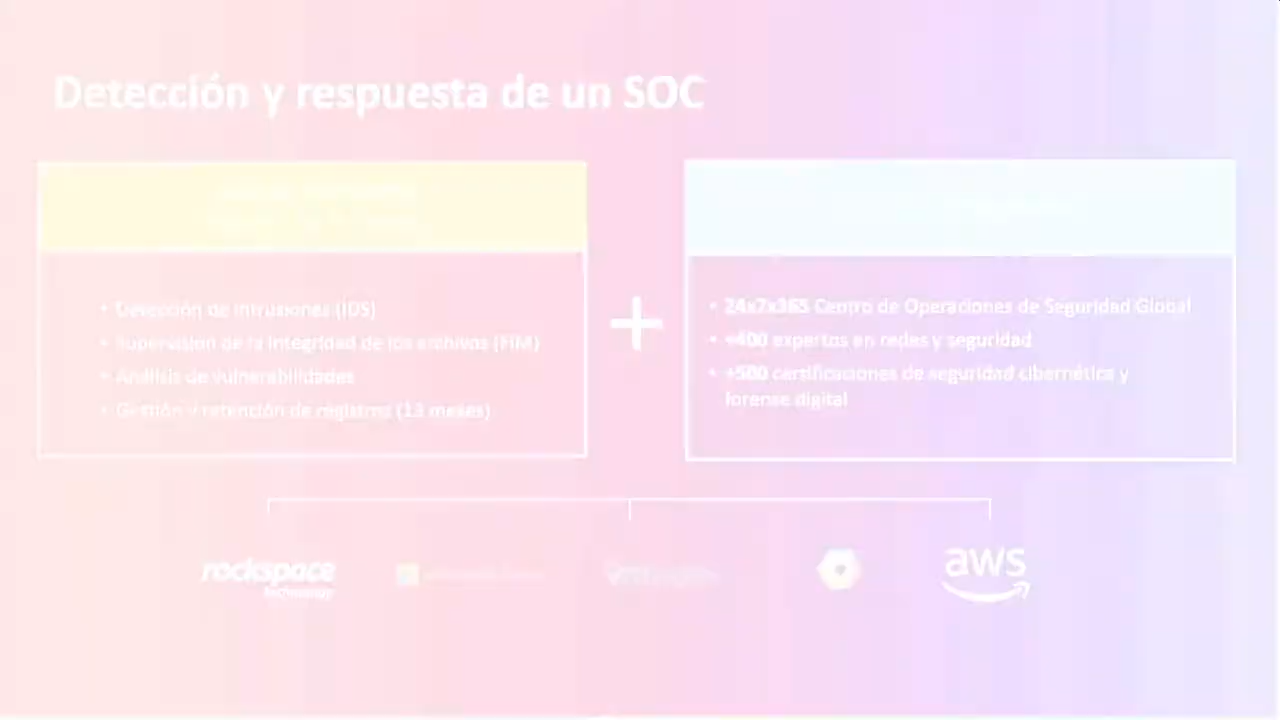 Detección y respuesta de un SOC
• Detección de intrusiones (IDS)
• Supervisión de la integridad de los archivos (FIM)
• Análisis de vulnerabilidades
• Gestión y retención de registros (13 meses)
• 24x7x365 Centro de Operaciones de Seguridad Global
• +400 expertos en redes y seguridad
• +500 certificaciones de seguridad cibernética y
forense digital
rackspace
technology
aws